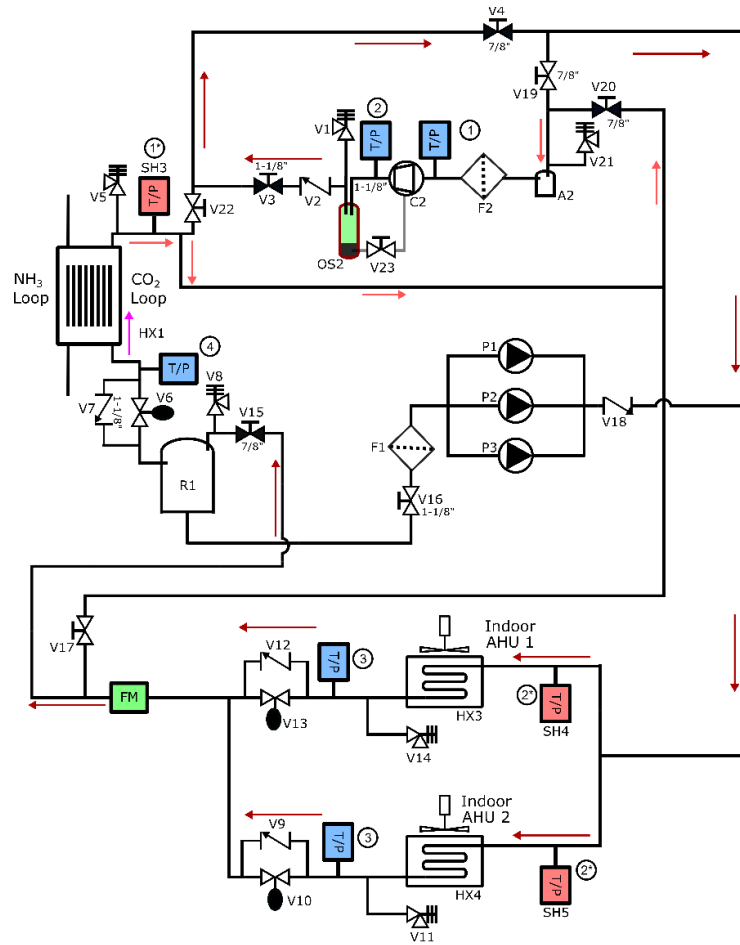 V4
7/8"
V19
7/8"
V20
7/8"
V21
A2
2
V1
T/P
1
T/P
1-1/8"
C2
F2
1-1/8"
V3
V2
OS2
V23
1*
SH3
T/P
V5
V22
NH3
Loop
CO2
Loop
HX1
4
T/P
V6
V7
1-1/8"
V8
V15
7/8"
R1
P1
P2
P3
V18
F1
V16
1-1/8"
V17
FM
V12
V13
T/P
3
V14
Indoor
AHU 1
HX3
2*
T/P
SH4
V9
V10
T/P
3
V11
Indoor
AHU 2
HX4
T/P
2*
SH5